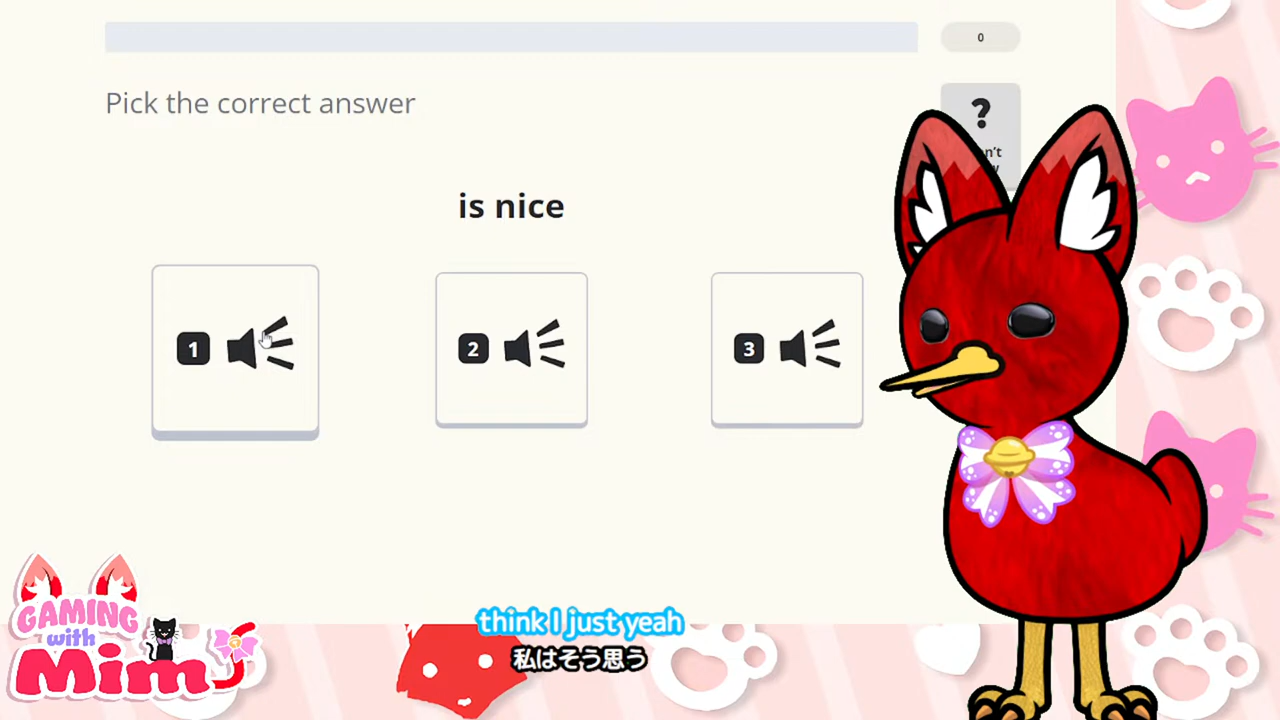 0
Pick the correct answer
?
is nice
1
2
3
think I just yeah
私はそう思う
GAMING
with
Mim